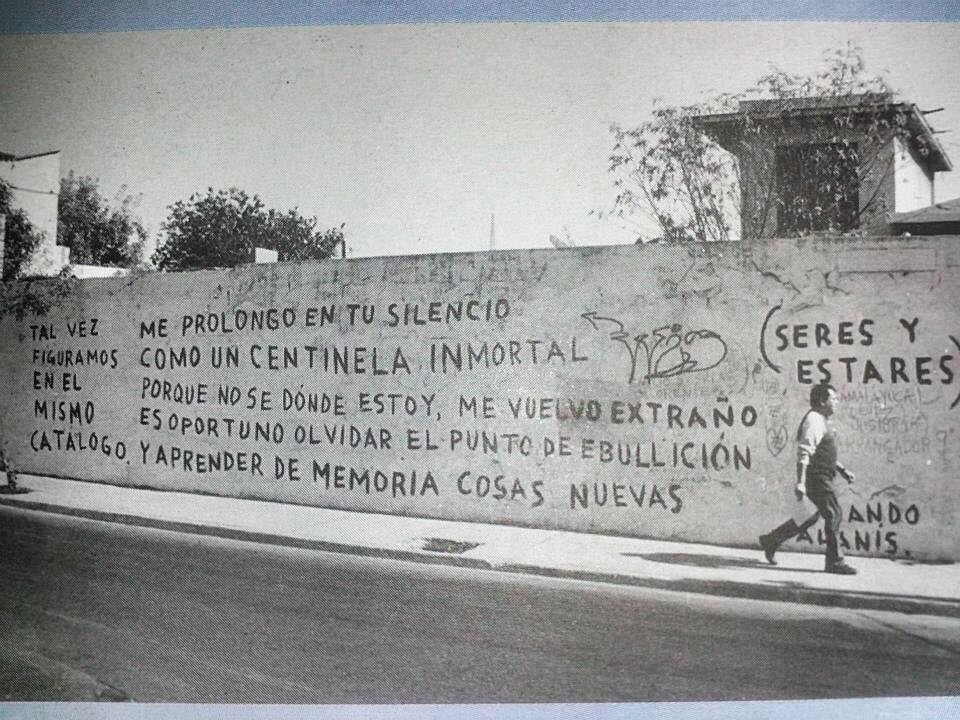 TAL VEZ
FIGURAMOS
EN EL
MISMO
CATALOGO.
ME PROLONGO EN TU SILENCIO
COMO UN CENTINELA INMORTAL
PORQUE NO SE DÓNDE ESTOY, ME VUELVO EXTRAÑO
ES OPORTUNO OLVIDAR EL PUNTO DE EBULLICIÓN
Y APRENDER DE MEMORIA COSAS NUEVAS
(SERES Y
ESTARES)
ANDO
ALANÍS.